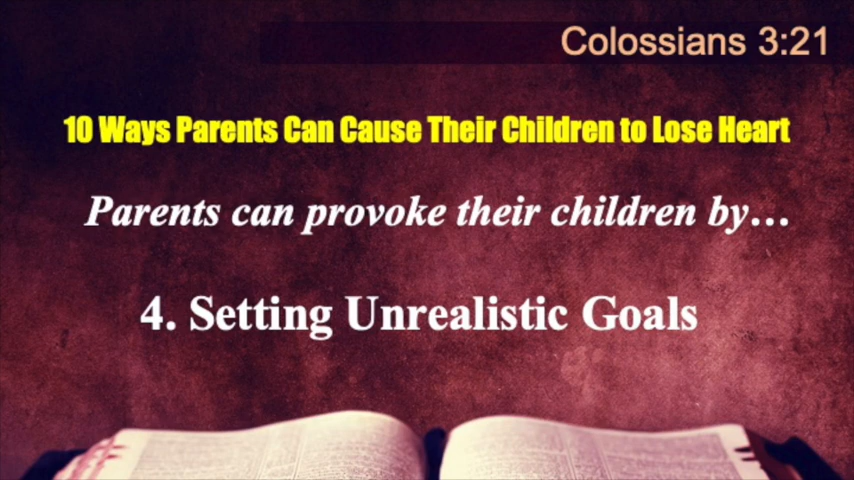 Colossians 3:21
10 Ways Parents Can Cause Their Children to Lose Heart
Parents can provoke their children by…
4. Setting Unrealistic Goals